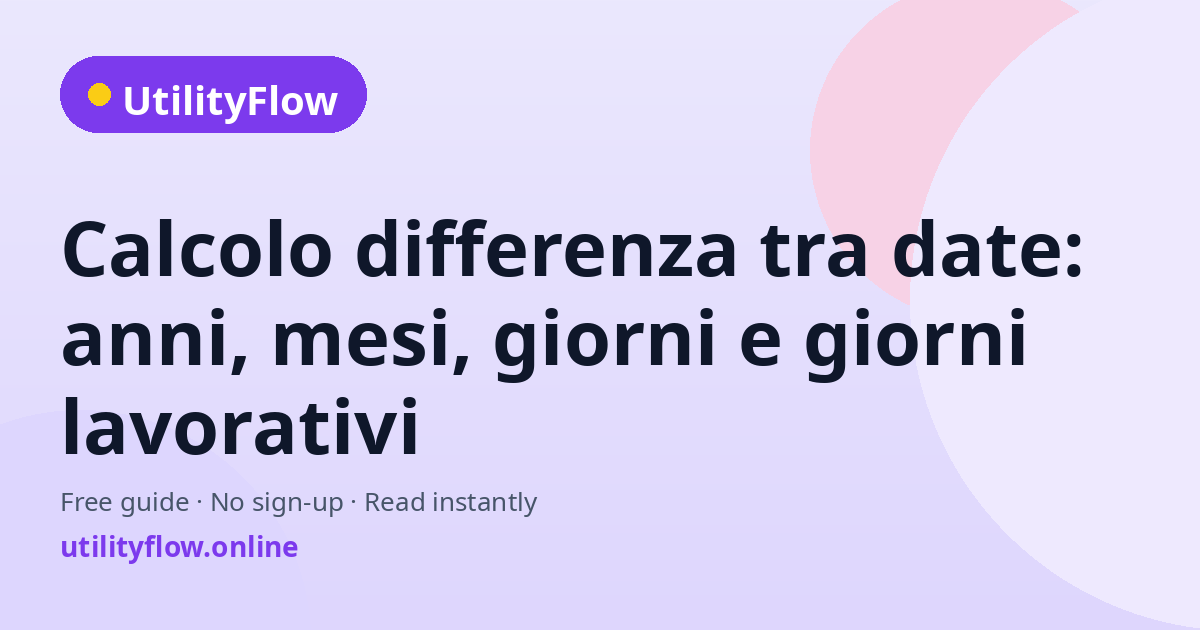 UtilityFlow
Calcolo differenza tra date:
anni, mesi, giorni e giorni
lavorativi
Free guide · No sign-up · Read instantly
utilityflow.online